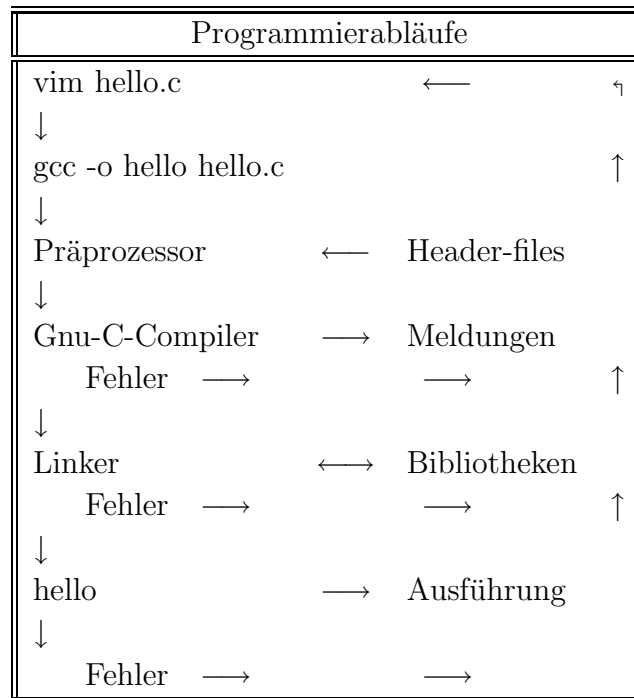 Programmierabläufe
vim hello.c ⟵ ↰
↓
gcc -o hello hello.c ↑
↓
Präprozessor ⟵ Header-files
↓
Gnu-C-Compiler ⟶ Meldungen
Fehler ⟶ ⟶ ↑
↓
Linker ⟷ Bibliotheken
Fehler ⟶ ⟶ ↑
↓
hello ⟶ Ausführung
↓
Fehler ⟶ ⟶